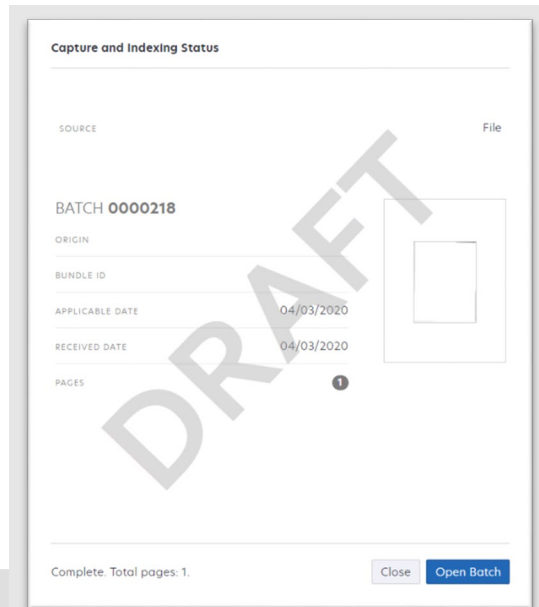 Capture and Indexing Status
SOURCE File
BATCH 0000218
ORIGIN
BUNDLE ID
APPLICABLE DATE 04/03/2020
RECEIVED DATE 04/03/2020
PAGES 1
DRAFT
Complete. Total pages: 1. Close Open Batch